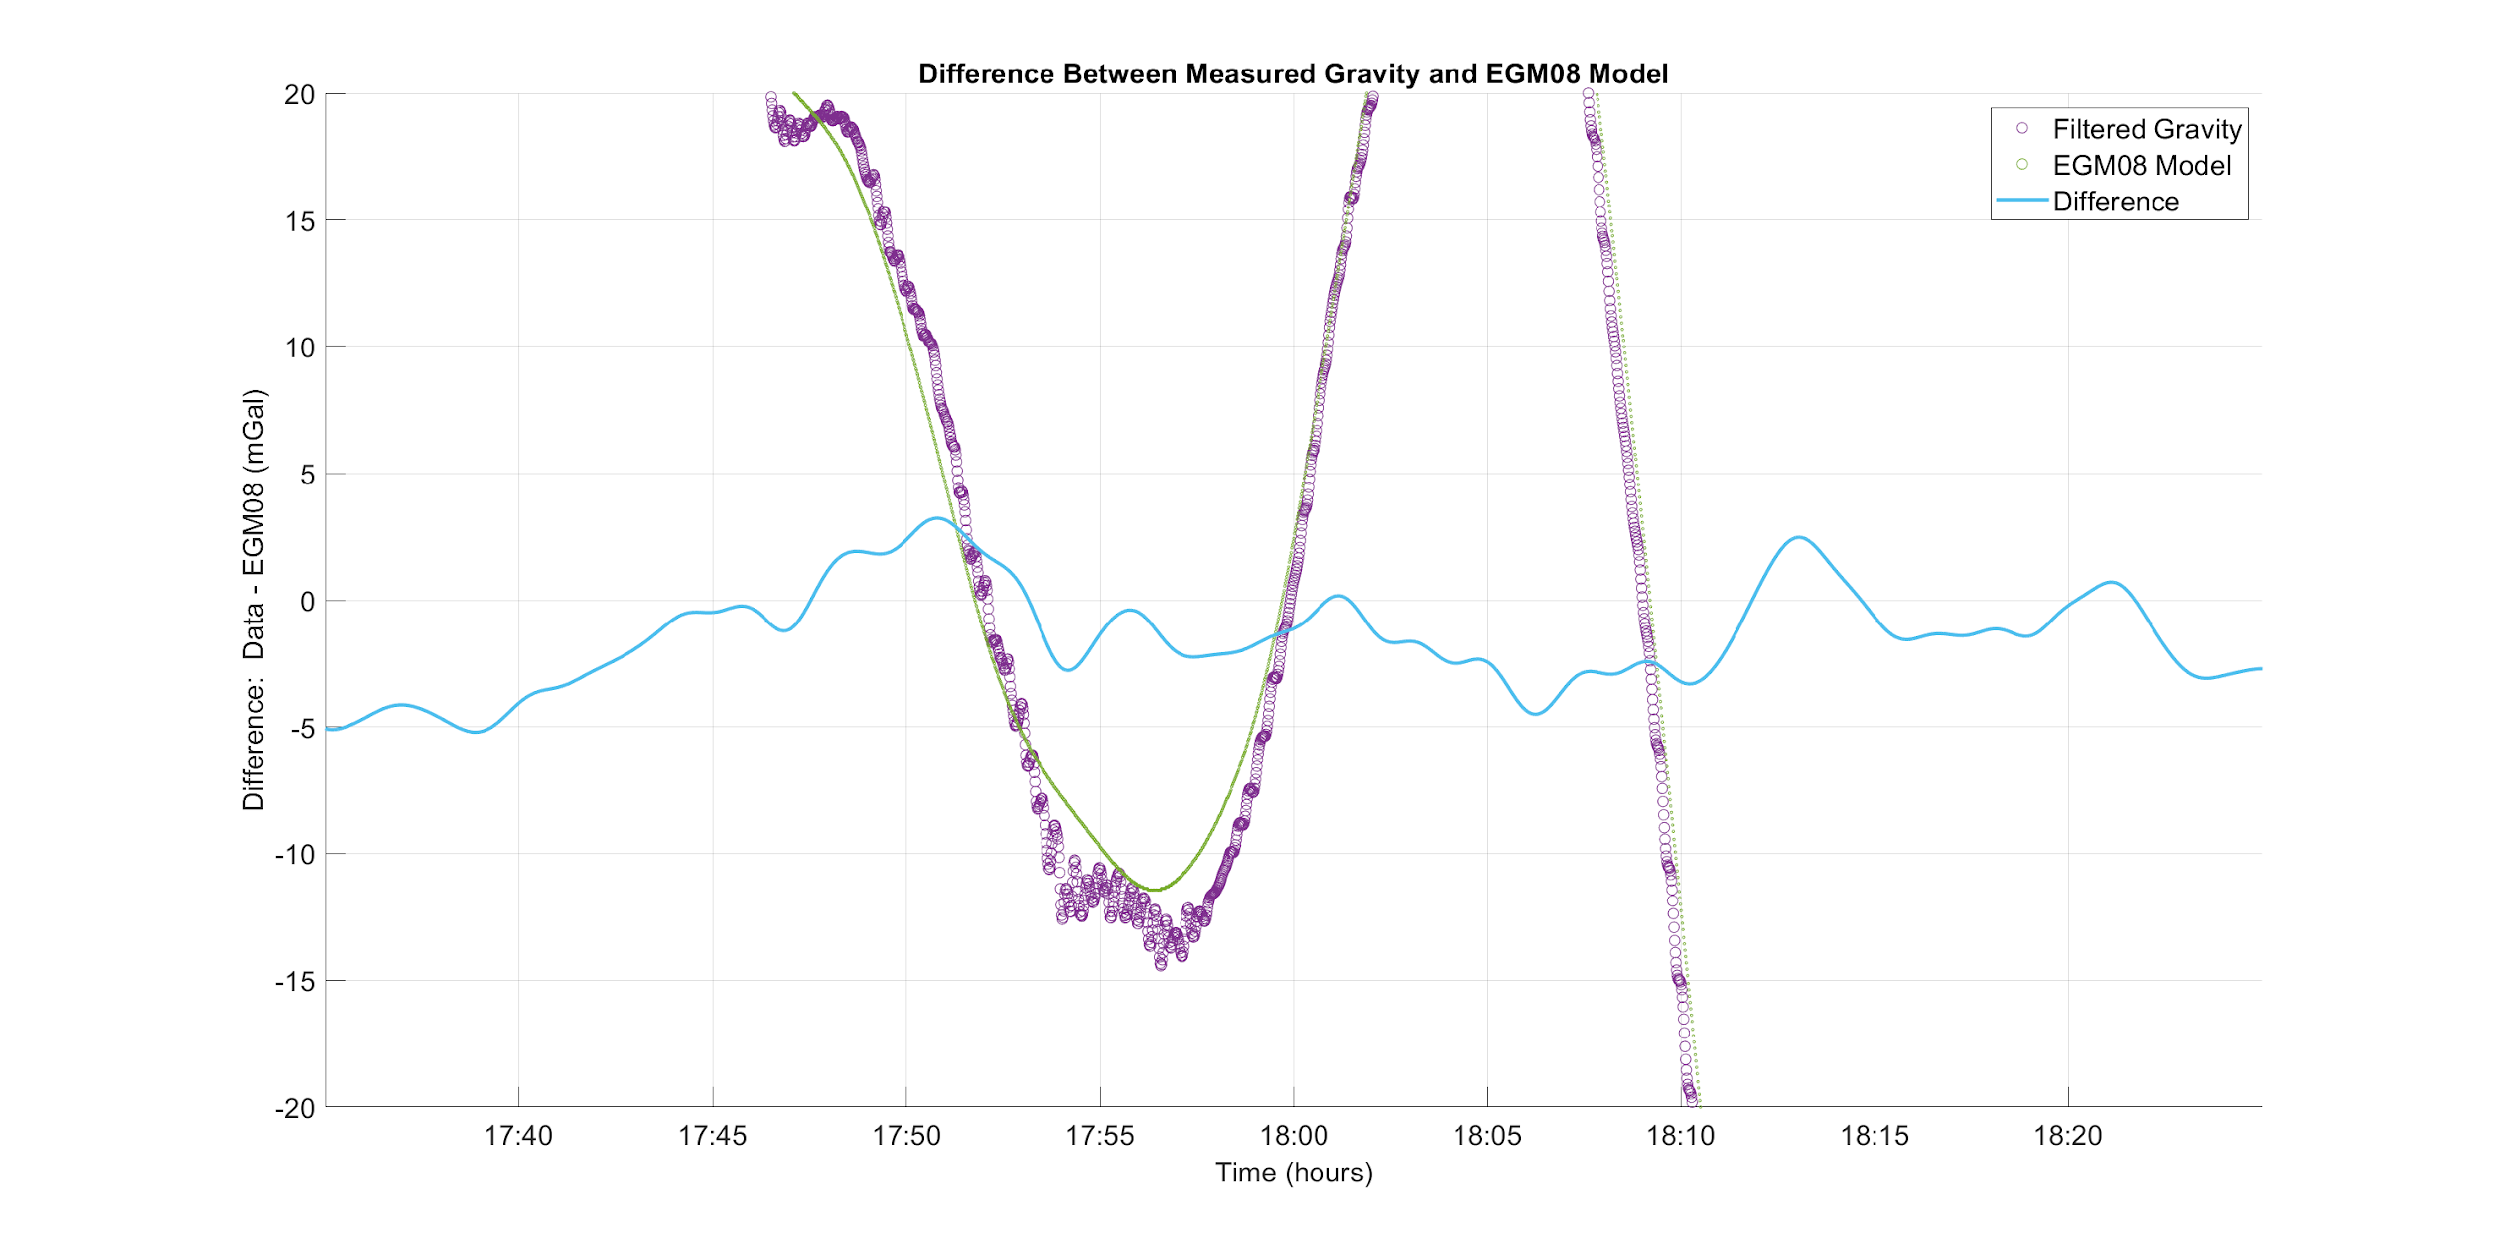 Difference Between Measured Gravity and EGM08 Model
20
15
10
5
0
-5
-10
-15
-20
Difference:  Data - EGM08 (mGal)
Filtered Gravity
EGM08 Model
Difference
17:40 17:45 17:50 17:55 18:00 18:05 18:10 18:15 18:20
Time (hours)